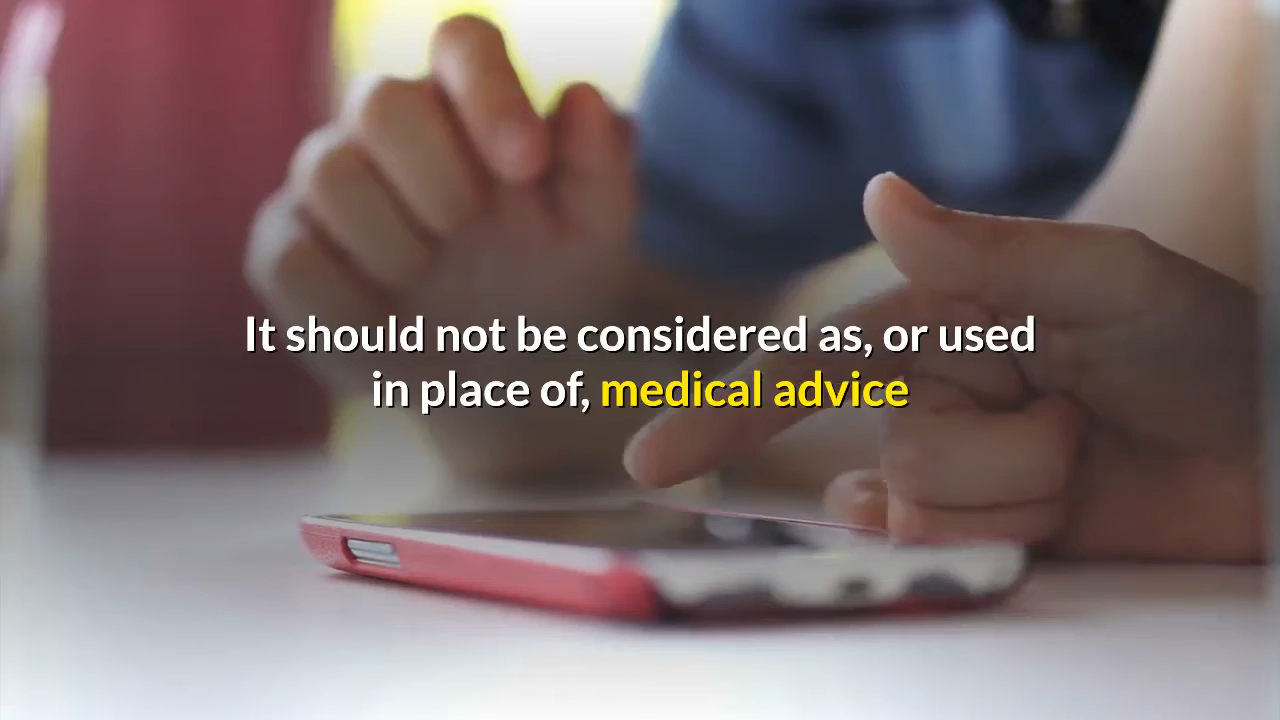 It should not be considered as, or used
in place of, medical advice